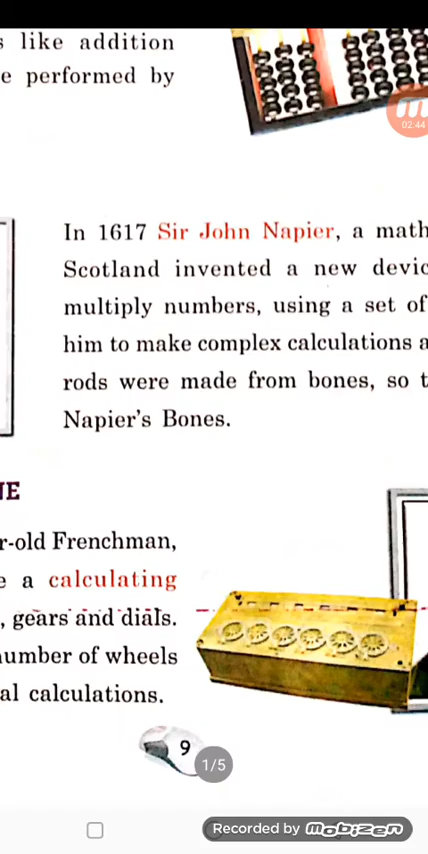 s like addition
e performed by
02:44
In 1617 Sir John Napier, a math
Scotland invented a new devic
multiply numbers, using a set of
him to make complex calculations a
rods were made from bones, so t
Napier's Bones.
NE
r-old Frenchman,
e a calculating
, gears and dials.
umber of wheels
al calculations.
9
1/5
Recorded by mobizen